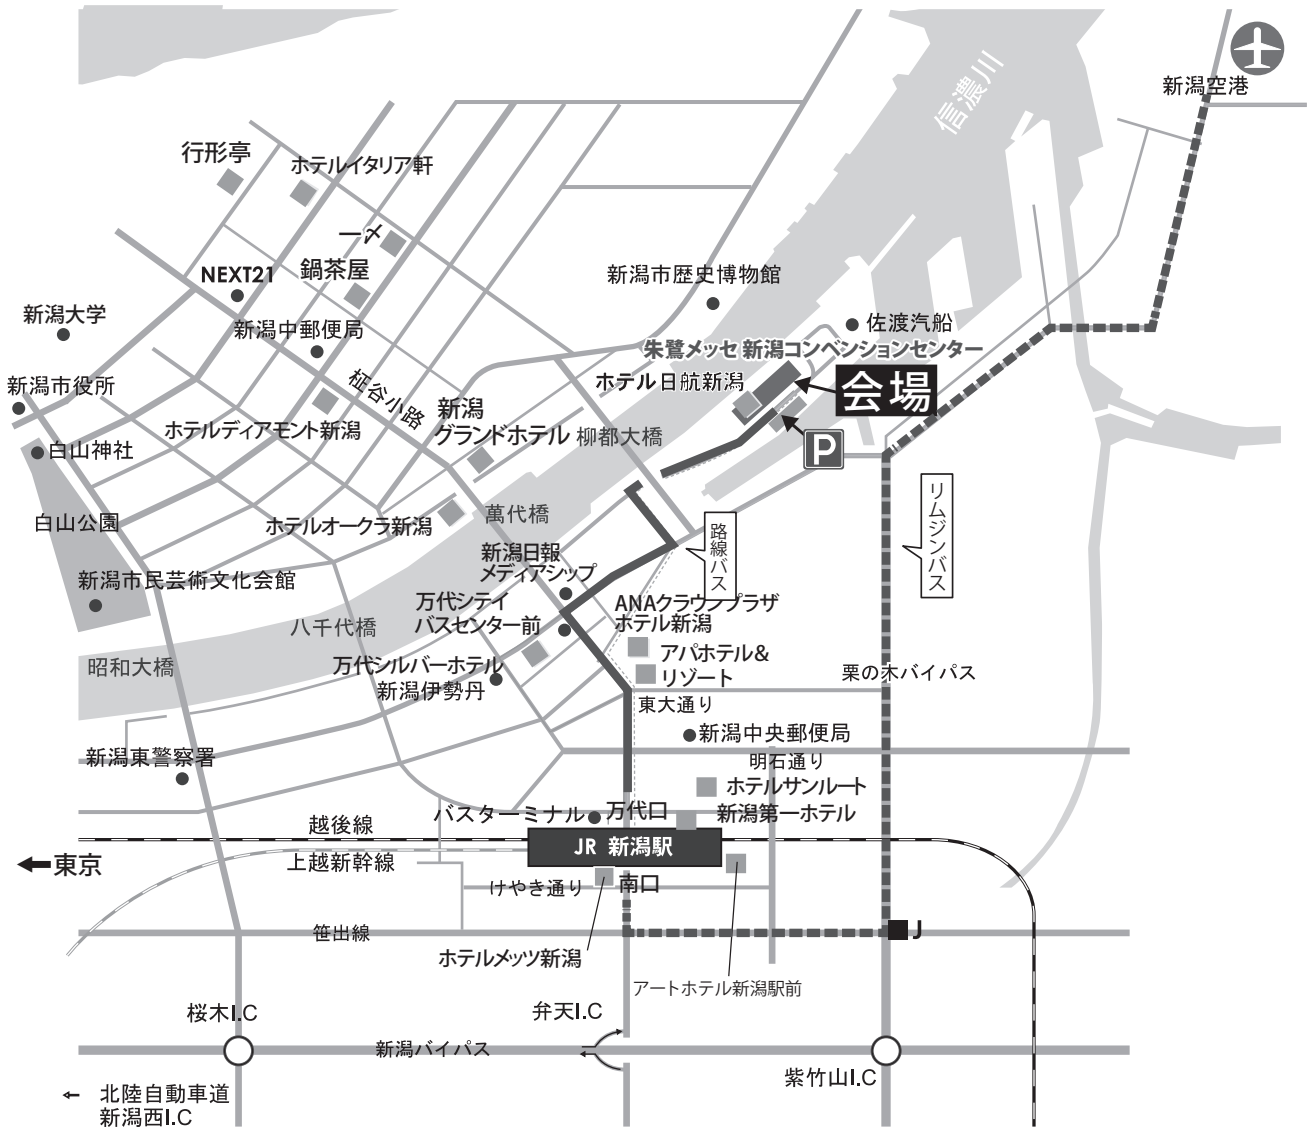 信濃川
新潟空港
行形亭
ホテルイタリア軒
一〆
NEXT21
鍋茶屋
新潟市歴史博物館
新潟大学
新潟中郵便局
佐渡汽船
朱鷺メッセ 新潟コンベンションセンター
新潟市役所
柾谷小路
ホテル日航新潟
会場
新潟
グランドホテル
柳都大橋
ホテルディアモント新潟
白山神社
P
リムジンバス
白山公園
ホテルオークラ新潟
萬代橋
路線バス
新潟日報
メディアシップ
新潟市民芸術文化会館
万代シテイ
バスセンター前
ANAクラウンプラザ
ホテル新潟
八千代橋
アパホテル&
リゾート
昭和大橋
万代シルバーホテル
新潟伊勢丹
栗の木バイパス
東大通り
新潟中央郵便局
新潟東警察署
明石通り
ホテルサンルート
バスターミナル
万代口
新潟第一ホテル
越後線
JR 新潟駅
東京
上越新幹線
けやき通り
南口
笹出線
J
ホテルメッツ新潟
アートホテル新潟駅前
桜木I.C
弁天I.C
新潟バイパス
紫竹山I.C
北陸自動車道
新潟西I.C